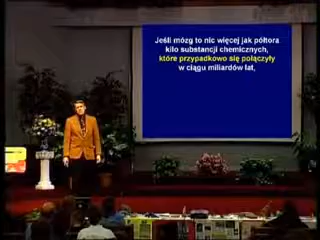 Jeśli mózg to nic więcej jak półtora
kilo substancji chemicznych,
które przypadkowo się połączyły
w ciągu miliardów lat,